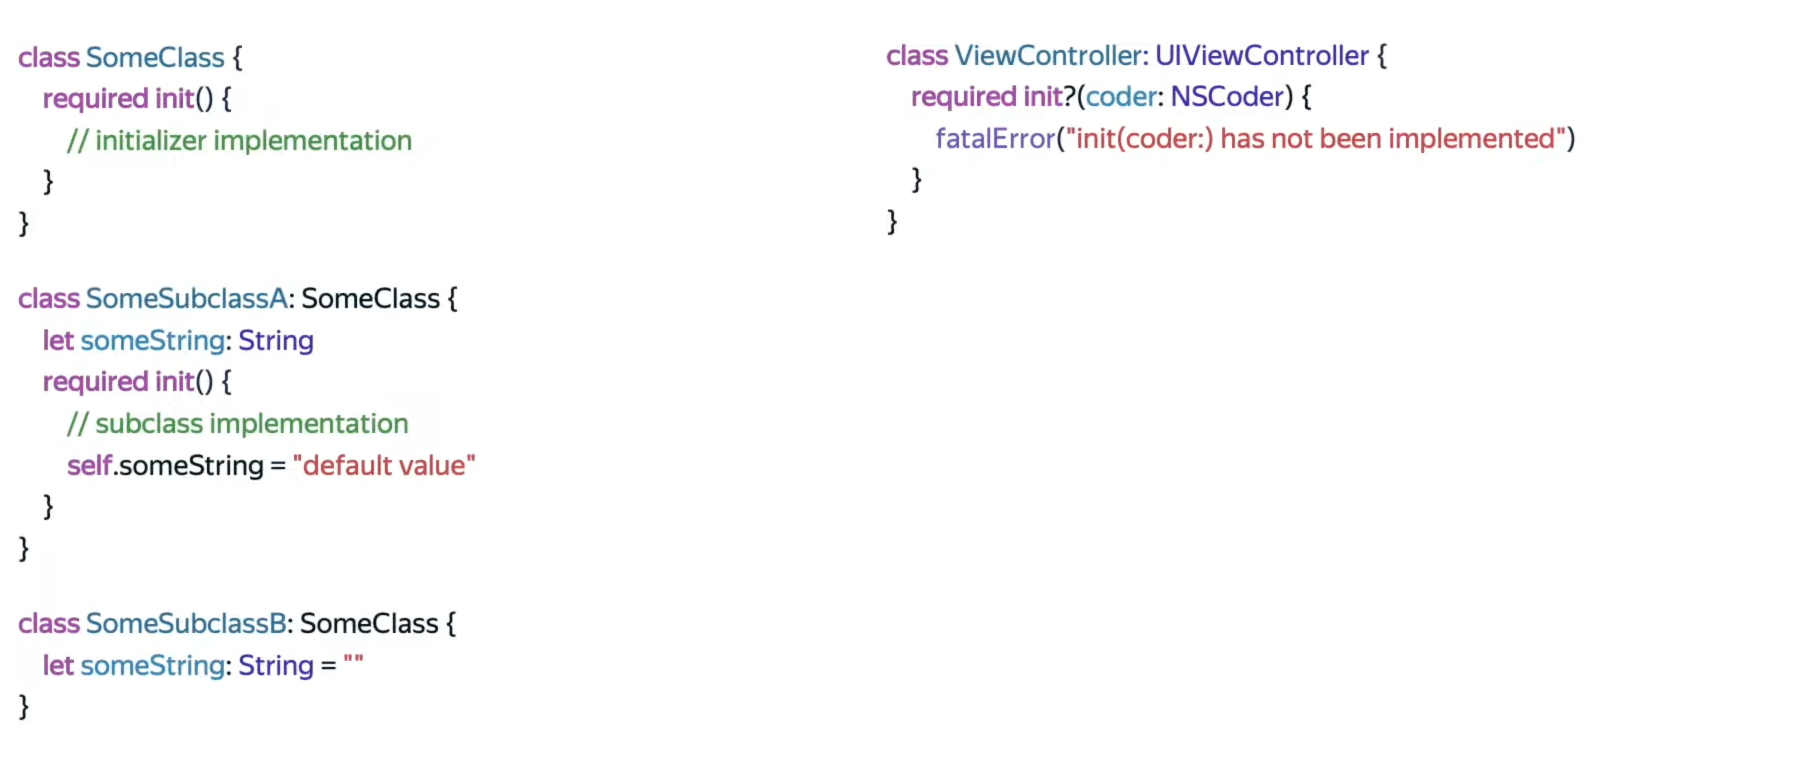 class SomeClass {
required init() {
// initializer implementation
}
}
class SomeSubclassA: SomeClass {
let someString: String
required init() {
// subclass implementation
self.someString = "default value"
}
}
class SomeSubclassB: SomeClass {
let someString: String = ""
}
class ViewController: UIViewController {
required init?(coder: NSCoder) {
fatalError("init(coder:) has not been implemented")
}
}